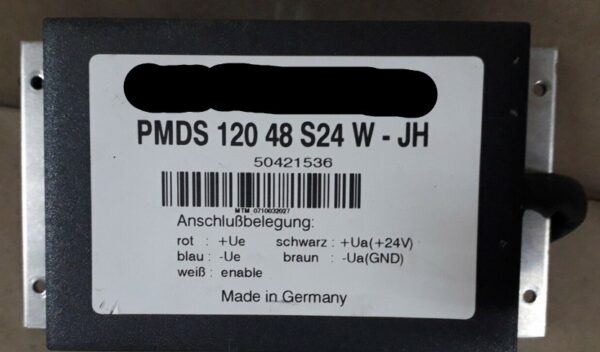 PMDS 120 48 S24 W - JH
50421536
MTM 0710032027
Anschlußbelegung:
rot : +Ue schwarz : +Ua(+24V)
blau : -Ue braun : -Ua(GND)
weiß : enable
Made in Germany